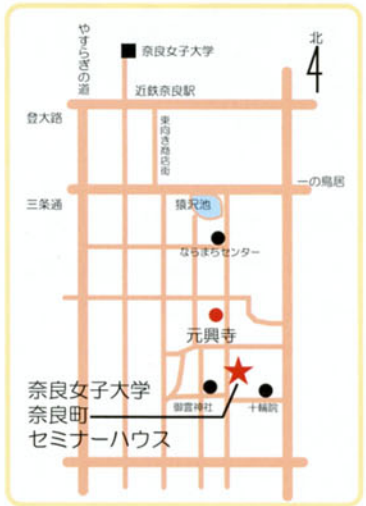 やすらぎの道
奈良女子大学
北
近鉄奈良駅
登大路
東向き商店街
一の鳥居
三条通
猿沢池
ならまちセンター
元興寺
奈良女子大学
奈良町
セミナーハウス
御霊神社
十輪院